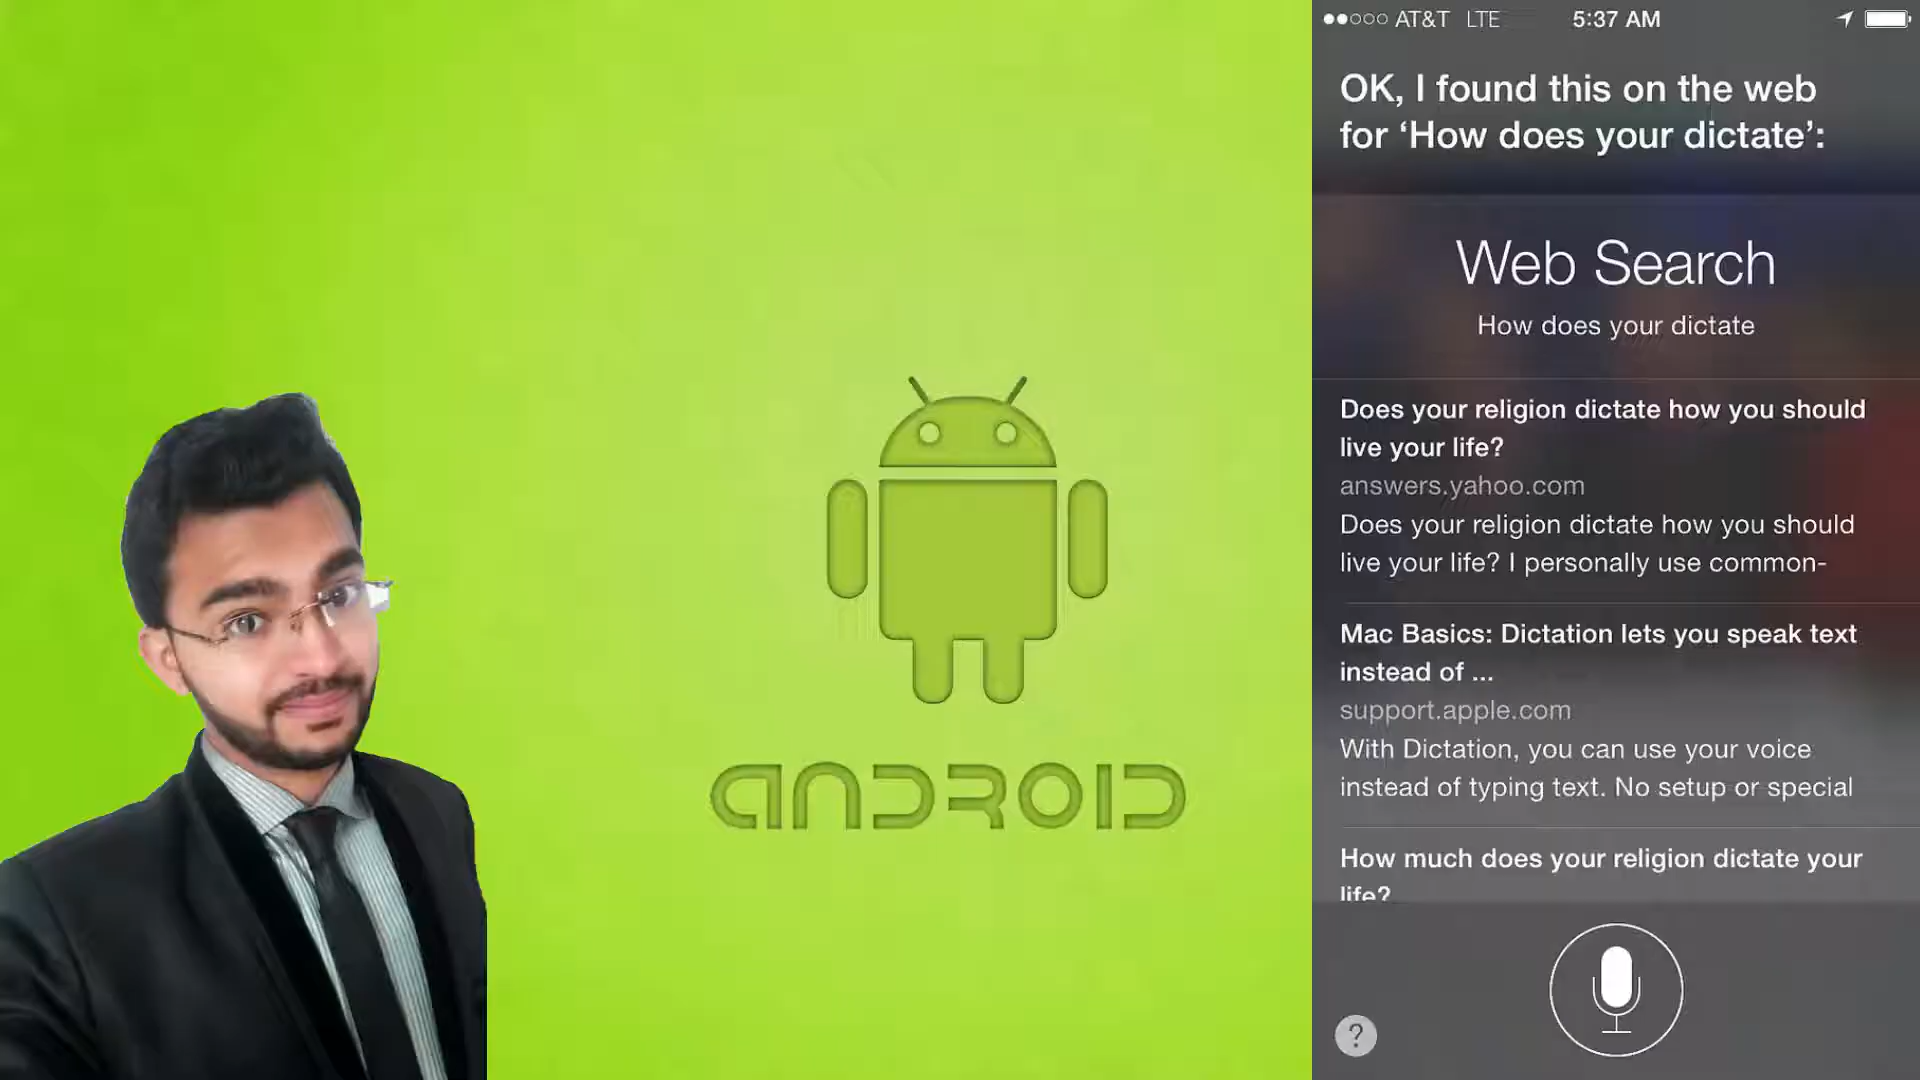 ANDROID
AT&T LTE 5:37 AM
OK, I found this on the web
for ‘How does your dictate’:
Web Search
How does your dictate
Does your religion dictate how you should
live your life?
answers.yahoo.com
Does your religion dictate how you should
live your life? I personally use common-
Mac Basics: Dictation lets you speak text
instead of ...
support.apple.com
With Dictation, you can use your voice
instead of typing text. No setup or special
How much does your religion dictate your
life?
?